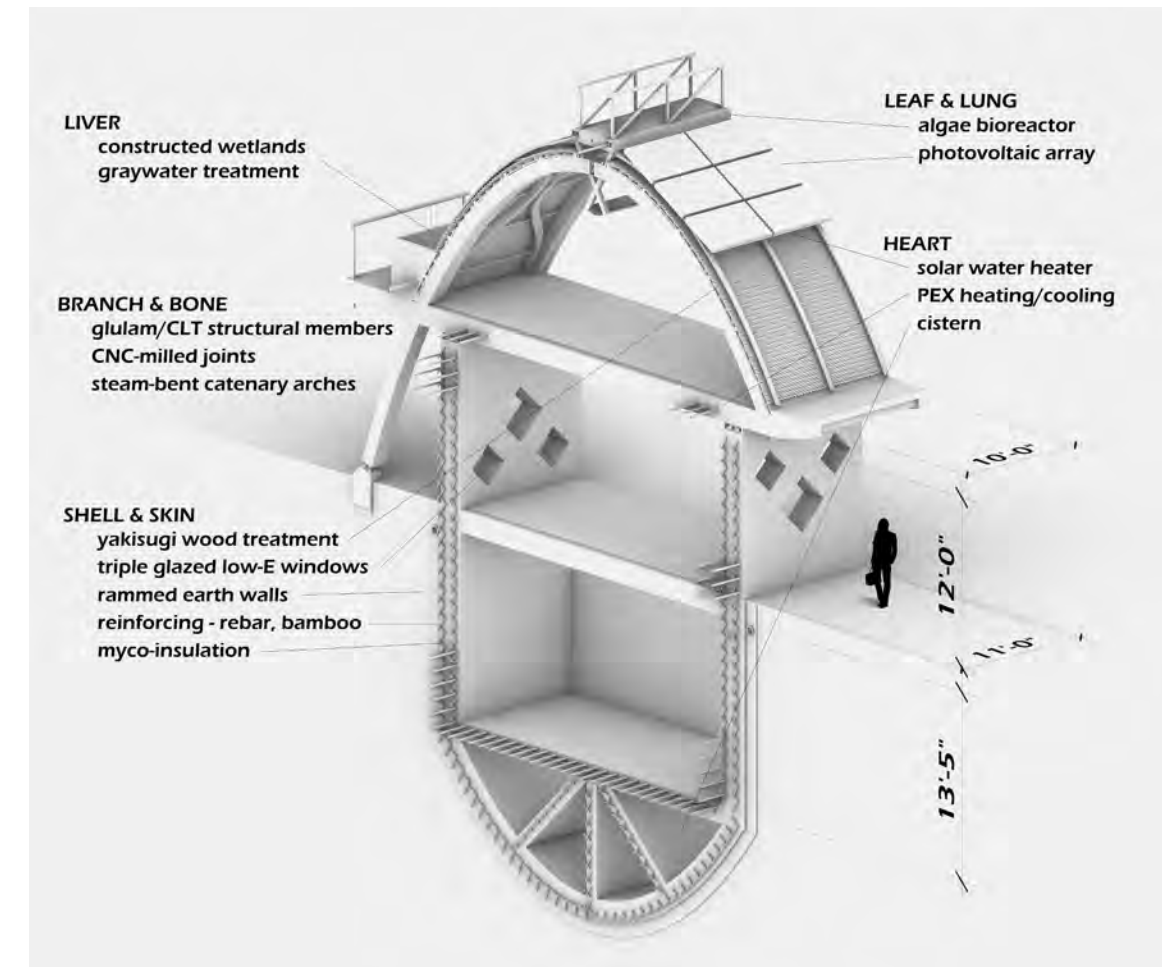 LIVER
constructed wetlands
graywater treatment
LEAF & LUNG
algae bioreactor
photovoltaic array
HEART
solar water heater
PEX heating/cooling
cistern
BRANCH & BONE
glulam/CLT structural members
CNC-milled joints
steam-bent catenary arches
SHELL & SKIN
yakisugi wood treatment
triple glazed low-E windows
rammed earth walls
reinforcing - rebar, bamboo
myco-insulation
10'-0"
12'-0"
11'-0"
13'-5"